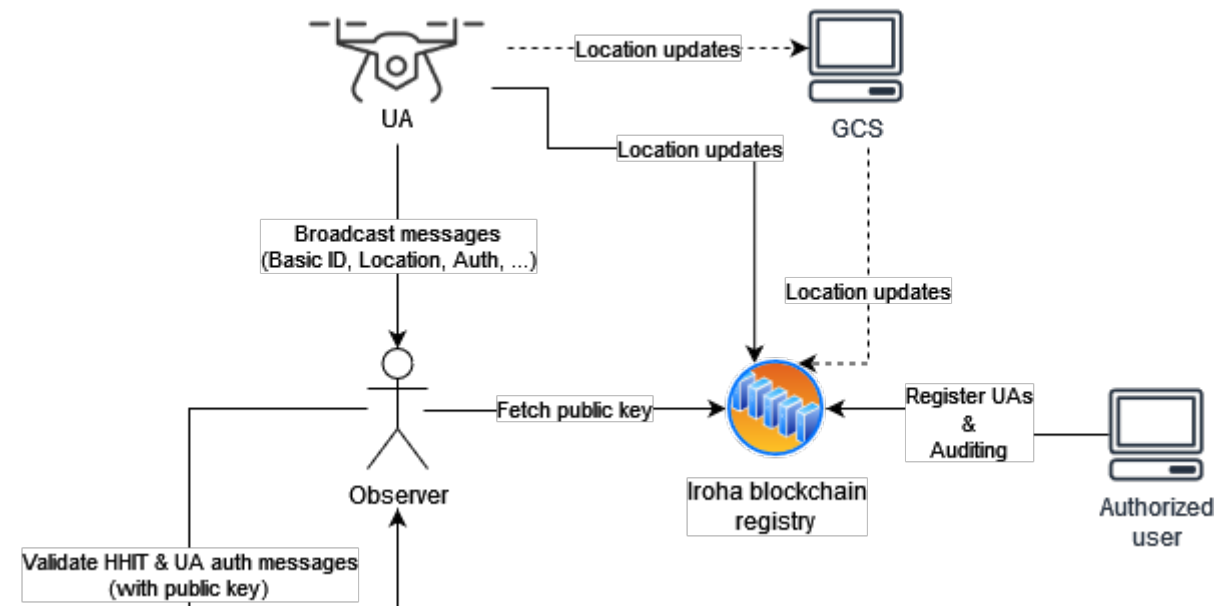 Location updates
UA
GCS
Location updates
Broadcast messages
(Basic ID, Location, Auth, ...)
Location updates
Fetch public key
Register UAs
&
Auditing
Iroha blockchain
registry
Observer
Authorized
user
Validate HHIT & UA auth messages
(with public key)